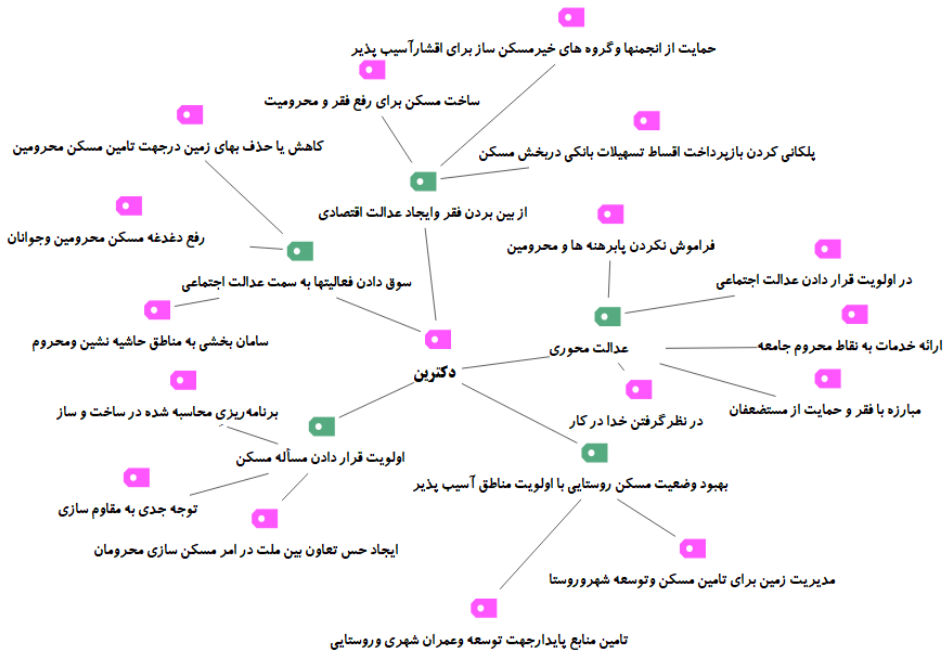 حمایت از انجمنها وگروه های خیرمسکن ساز برای اقشارآسیب پذیر
ساخت مسکن برای رفع فقر و محرومیت
کاهش یا حذف بهای زمین درجهت تامین مسکن محرومین
پلکانی کردن بازپرداخت اقساط تسهیلات بانکی دربخش مسکن
از بین بردن فقر وایجاد عدالت اقتصادی
رفع دغدغه مسکن محرومین وجوانان
فراموش نکردن پابرهنه ها و محرومین
سوق دادن فعالیتها به سمت عدالت اجتماعی
در اولویت قرار دادن عدالت اجتماعی
سامان بخشی به مناطق حاشیه نشین ومحروم
عدالت محوری
ارائه خدمات به نقاط محروم جامعه
دکترین
مبارزه با فقر و حمایت از مستضعفان
برنامه‌ریزی محاسبه شده در ساخت و ساز
در نظر گرفتن خدا در کار
اولویت قرار دادن مسأله مسکن
بهبود وضعیت مسکن روستایی با اولویت مناطق آسیب پذیر
توجه جدی به مقاوم سازی
ایجاد حس تعاون بین ملت در امر مسکن سازی محرومان
مدیریت زمین برای تامین مسکن وتوسعه شهروروستا
تامین منابع پایدارجهت توسعه وعمران شهری وروستایی